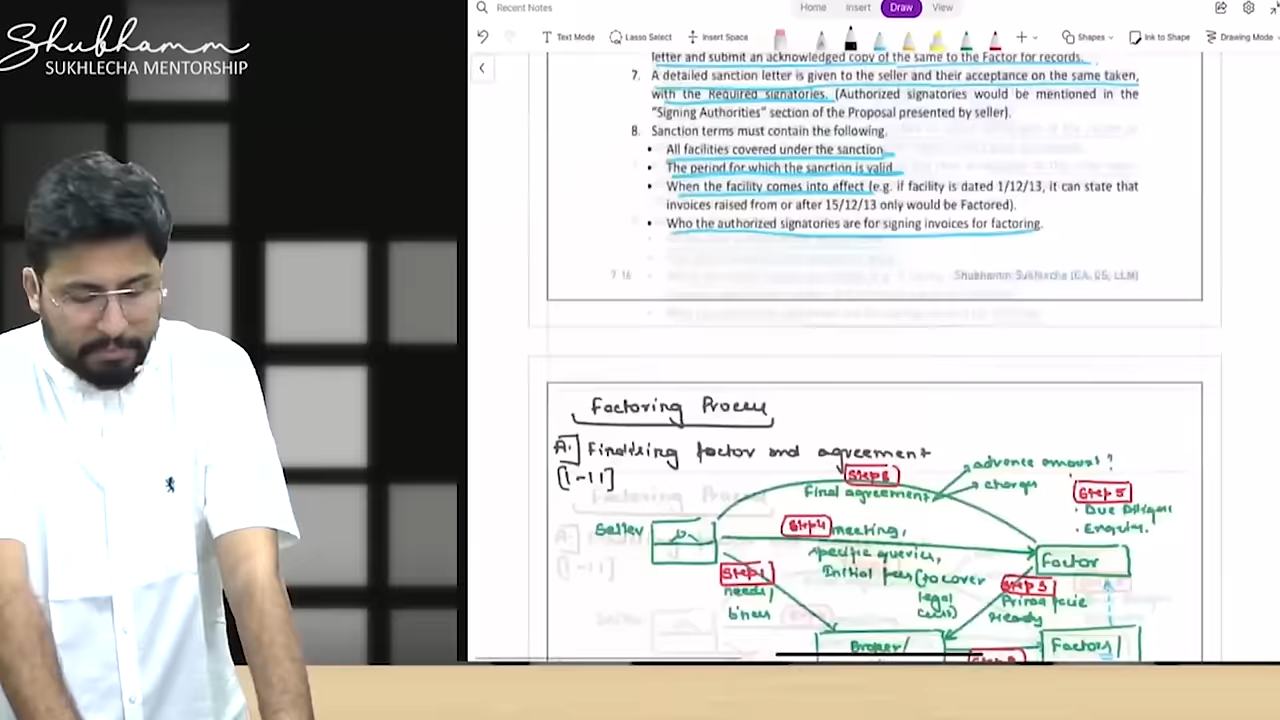 Shubhamm
SUKHLECHA MENTORSHIP
Recent Notes
Home Insert Draw View
Text Mode Lasso Select Insert Space Shapes Ink to Shape Drawing Mode
letter and submit an acknowledged copy of the same to the Factor for records.
7. A detailed sanction letter is given to the seller and their acceptance on the same taken,
with the Required signatories. (Authorized signatories would be mentioned in the
"Signing Authorities" section of the Proposal presented by seller).
8. Sanction terms must contain the following.
• All facilities covered under the sanction
• The period for which the sanction is valid
• When the facility comes into effect (e.g. if facility is dated 1/12/13, it can state that
invoices raised from or after 15/12/13 only would be Factored).
• Who the authorized signatories are for signing invoices for factoring.
Shubhamm Sukhlecha (CA, CS, LLM)
Factoring Process
A. Finalising factor and agreement
[1-11]
advance amount?
Step 6
charges
Final agreement
Step 5
• Due Diligence
• Enquiry.
Seller
Step 4 meeting,
specific queries,
Initial fees (to cover
legal
costs)
Factor
Step 1
needs/
Step 3
Prima facie
ready
Broker/
Factors/